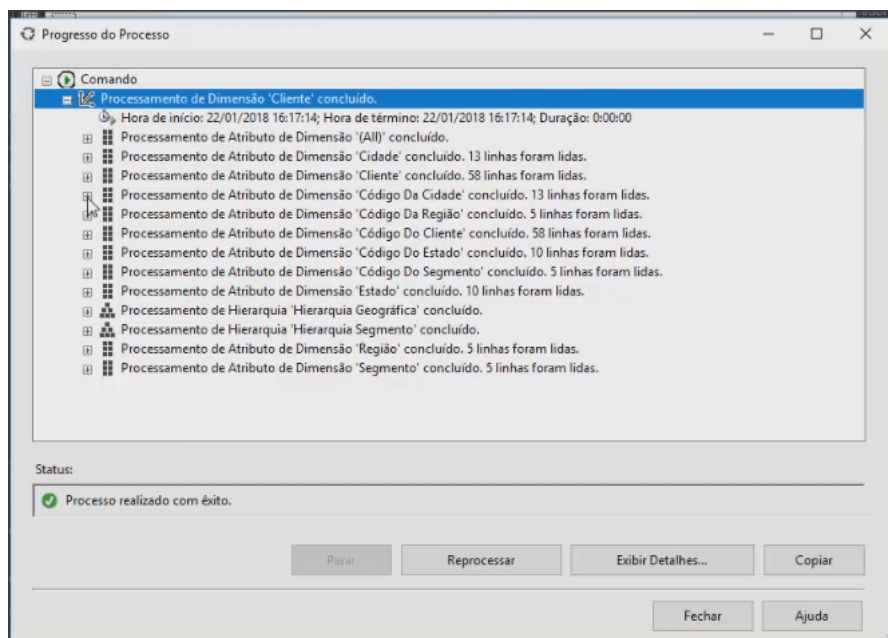 Progresso do Processo
Comando
Processamento de Dimensão 'Cliente' concluído.
Hora de início: 22/01/2018 16:17:14; Hora de término: 22/01/2018 16:17:14; Duração: 0:00:00
Processamento de Atributo de Dimensão '(All)' concluído.
Processamento de Atributo de Dimensão 'Cidade' concluído. 13 linhas foram lidas.
Processamento de Atributo de Dimensão 'Cliente' concluído. 58 linhas foram lidas.
Processamento de Atributo de Dimensão 'Código Da Cidade' concluído. 13 linhas foram lidas.
Processamento de Atributo de Dimensão 'Código Da Região' concluído. 5 linhas foram lidas.
Processamento de Atributo de Dimensão 'Código Do Cliente' concluído. 58 linhas foram lidas.
Processamento de Atributo de Dimensão 'Código Do Estado' concluído. 10 linhas foram lidas.
Processamento de Atributo de Dimensão 'Código Do Segmento' concluído. 5 linhas foram lidas.
Processamento de Atributo de Dimensão 'Estado' concluído. 10 linhas foram lidas.
Processamento de Hierarquia 'Hierarquia Geográfica' concluído.
Processamento de Hierarquia 'Hierarquia Segmento' concluído.
Processamento de Atributo de Dimensão 'Região' concluído. 5 linhas foram lidas.
Processamento de Atributo de Dimensão 'Segmento' concluído. 5 linhas foram lidas.
Status:
Processo realizado com êxito.
Parar
Reprocessar
Exibir Detalhes...
Copiar
Fechar
Ajuda